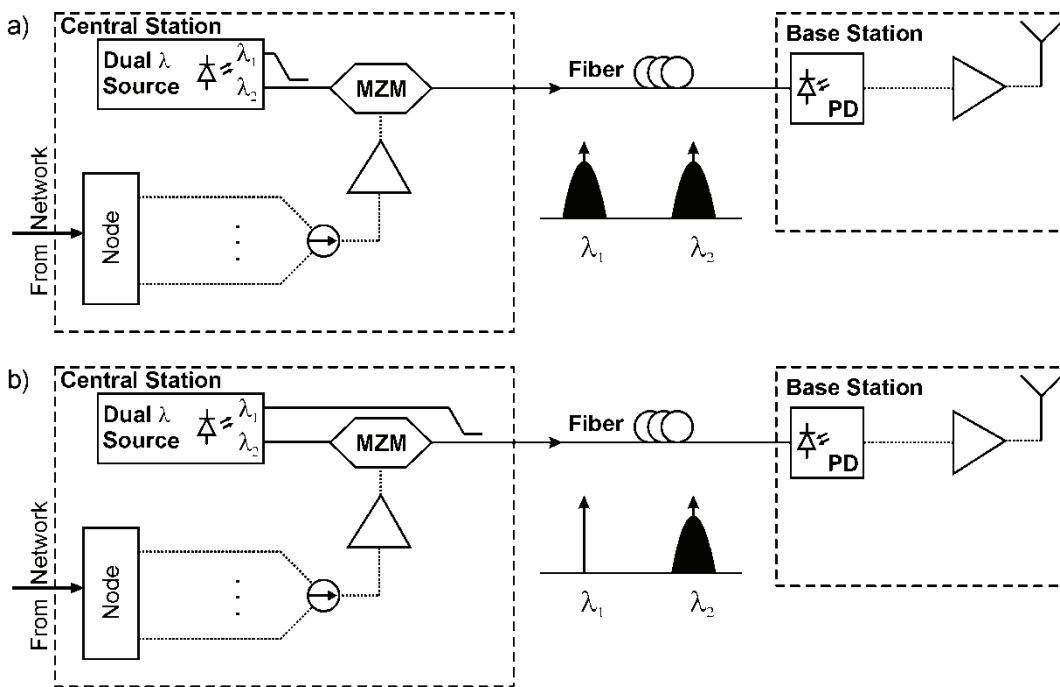 a)
Central Station
Dual λ
Source
λ₁
λ₂
MZM
Fiber
Base Station
PD
From Network
Node
λ₁
λ₂
b)
Central Station
Dual λ
Source
λ₁
λ₂
MZM
Fiber
Base Station
PD
From Network
Node
λ₁
λ₂